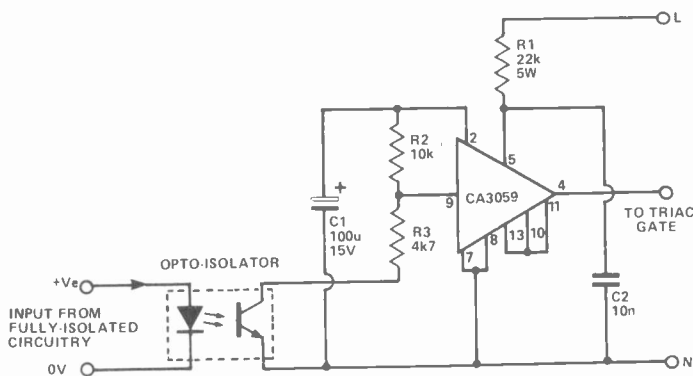 L
R1
22k
5W
R2
10k
2
5
9
CA3059
4
11
TO TRIAC
GATE
+
C1
100u
15V
R3
4k7
7
8
13
10
OPTO-ISOLATOR
+Ve
INPUT FROM
FULLY-ISOLATED
CIRCUITRY
0V
C2
10n
N